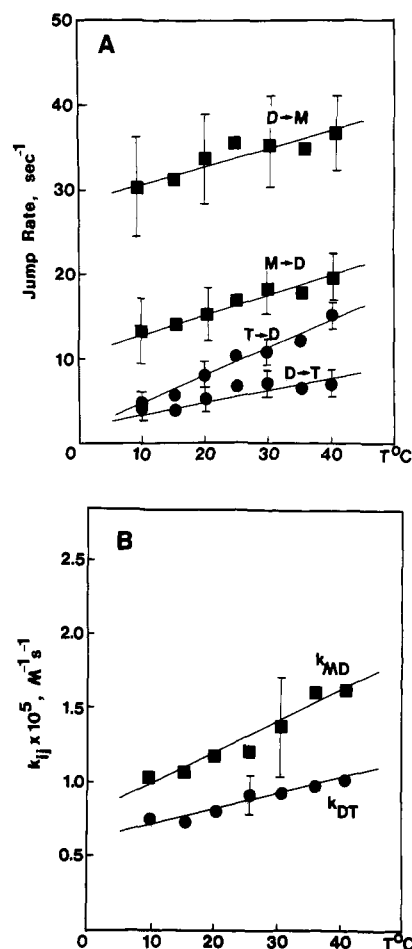 A
50
40
30
20
10
0
Jump Rate, sec⁻¹
D→M
M→D
T→D
D→T
10 20 30 40 T°C
B
2.5
2.0
1.5
1.0
0.5
0
k_ij x 10⁵, M⁻¹s⁻¹
k_MD
k_DT
10 20 30 40 T°C